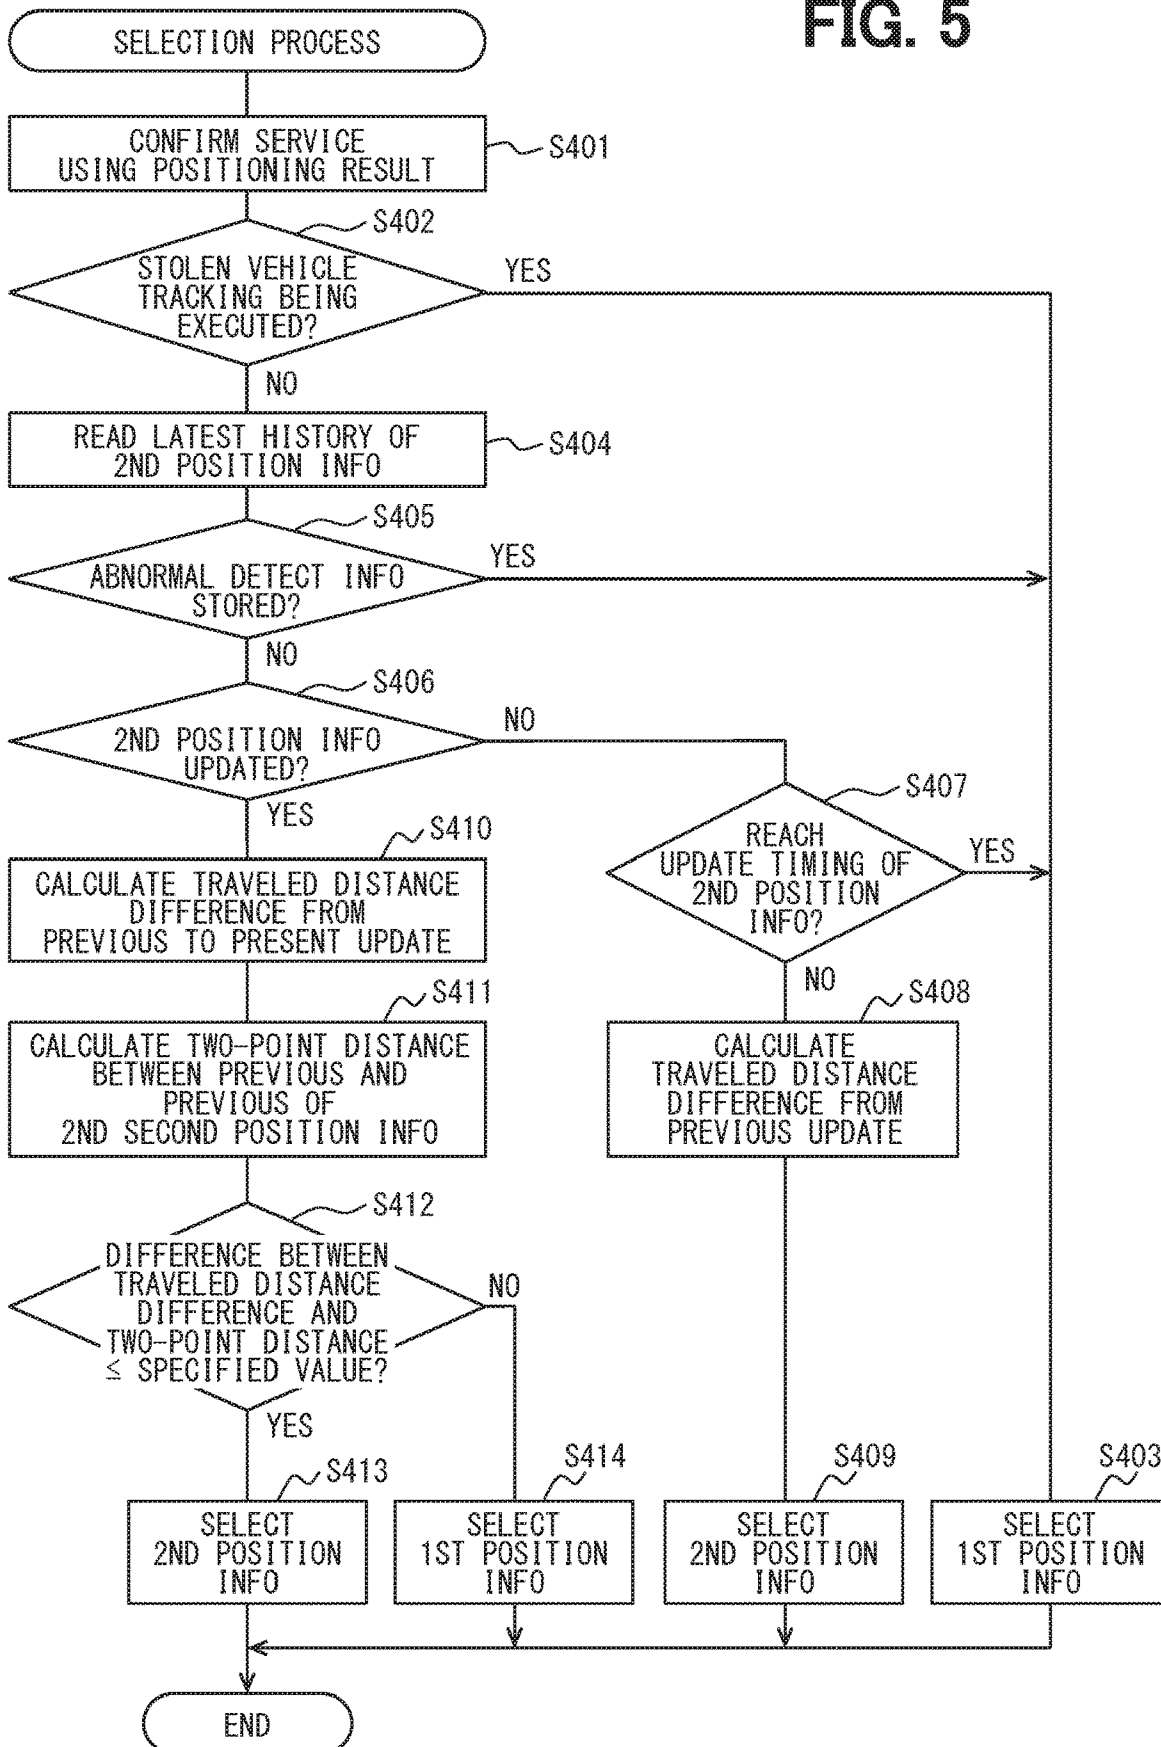 FIG. 5
SELECTION PROCESS
CONFIRM SERVICE
USING POSITIONING RESULT
S401
S402
STOLEN VEHICLE
TRACKING BEING
EXECUTED?
YES
NO
READ LATEST HISTORY OF
2ND POSITION INFO
S404
S405
ABNORMAL DETECT INFO
STORED?
YES
NO
S406
2ND POSITION INFO
UPDATED?
NO
YES
S407
REACH
UPDATE TIMING OF
2ND POSITION
INFO?
YES
NO
S410
CALCULATE TRAVELED DISTANCE
DIFFERENCE FROM
PREVIOUS TO PRESENT UPDATE
S411
CALCULATE TWO-POINT DISTANCE
BETWEEN PREVIOUS AND
PREVIOUS OF
2ND SECOND POSITION INFO
S408
CALCULATE
TRAVELED DISTANCE
DIFFERENCE FROM
PREVIOUS UPDATE
S412
DIFFERENCE BETWEEN
TRAVELED DISTANCE
DIFFERENCE AND
TWO-POINT DISTANCE
≤ SPECIFIED VALUE?
NO
YES
S413
SELECT
2ND POSITION
INFO
S414
SELECT
1ST POSITION
INFO
S409
SELECT
2ND POSITION
INFO
S403
SELECT
1ST POSITION
INFO
END